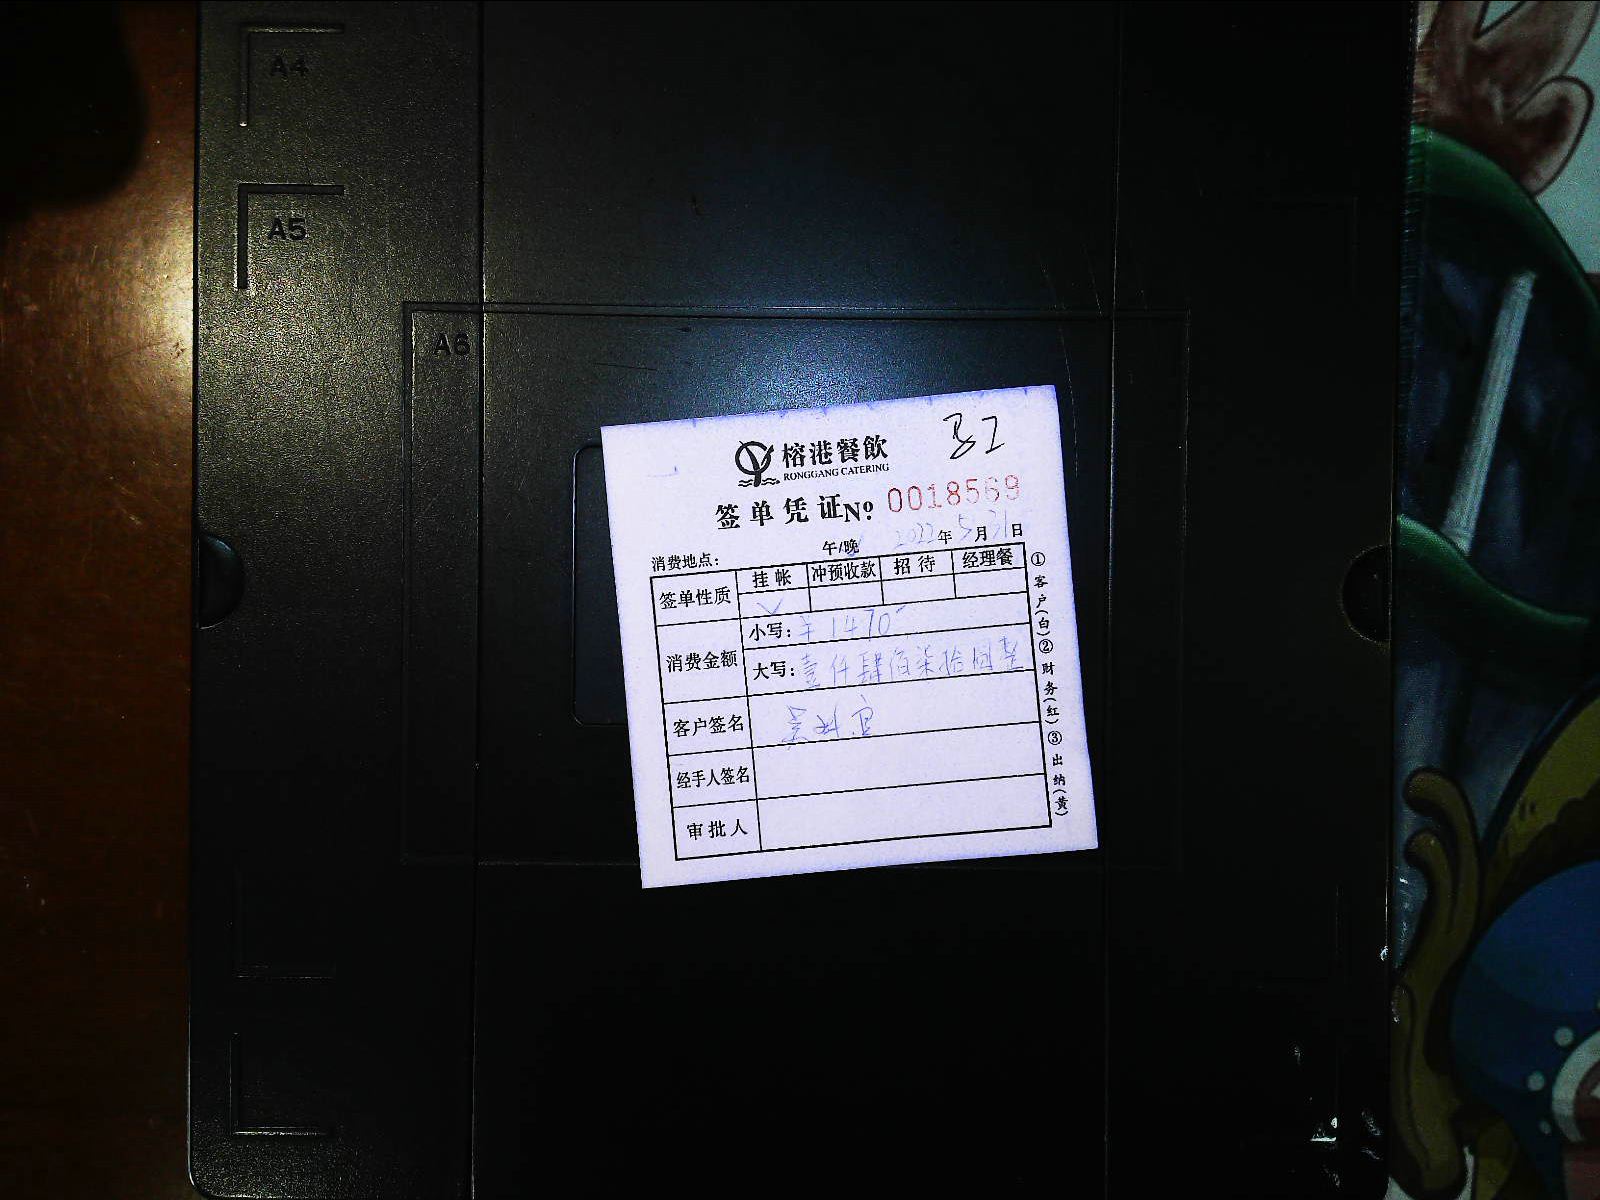 A4
A5
A6
榕港餐飲
RONGGANG CATERING
签单凭证 Nº: 0018569
消费地点: 午/晚 2022年5月21日
签单性质 挂帐 冲预收款 招待 经理餐
✓
消费金额 小写: ¥1470
大写: 壹仟肆佰柒拾圆整
客户签名
经手人签名
审批人
①客户(白)②财务(红)③出纳(黄)